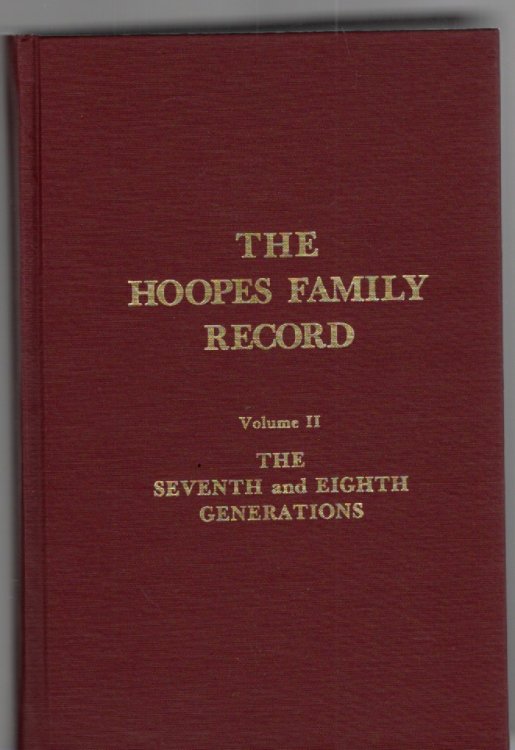 THE
HOOPES FAMILY
RECORD
Volume II
THE
SEVENTH and EIGHTH
GENERATIONS